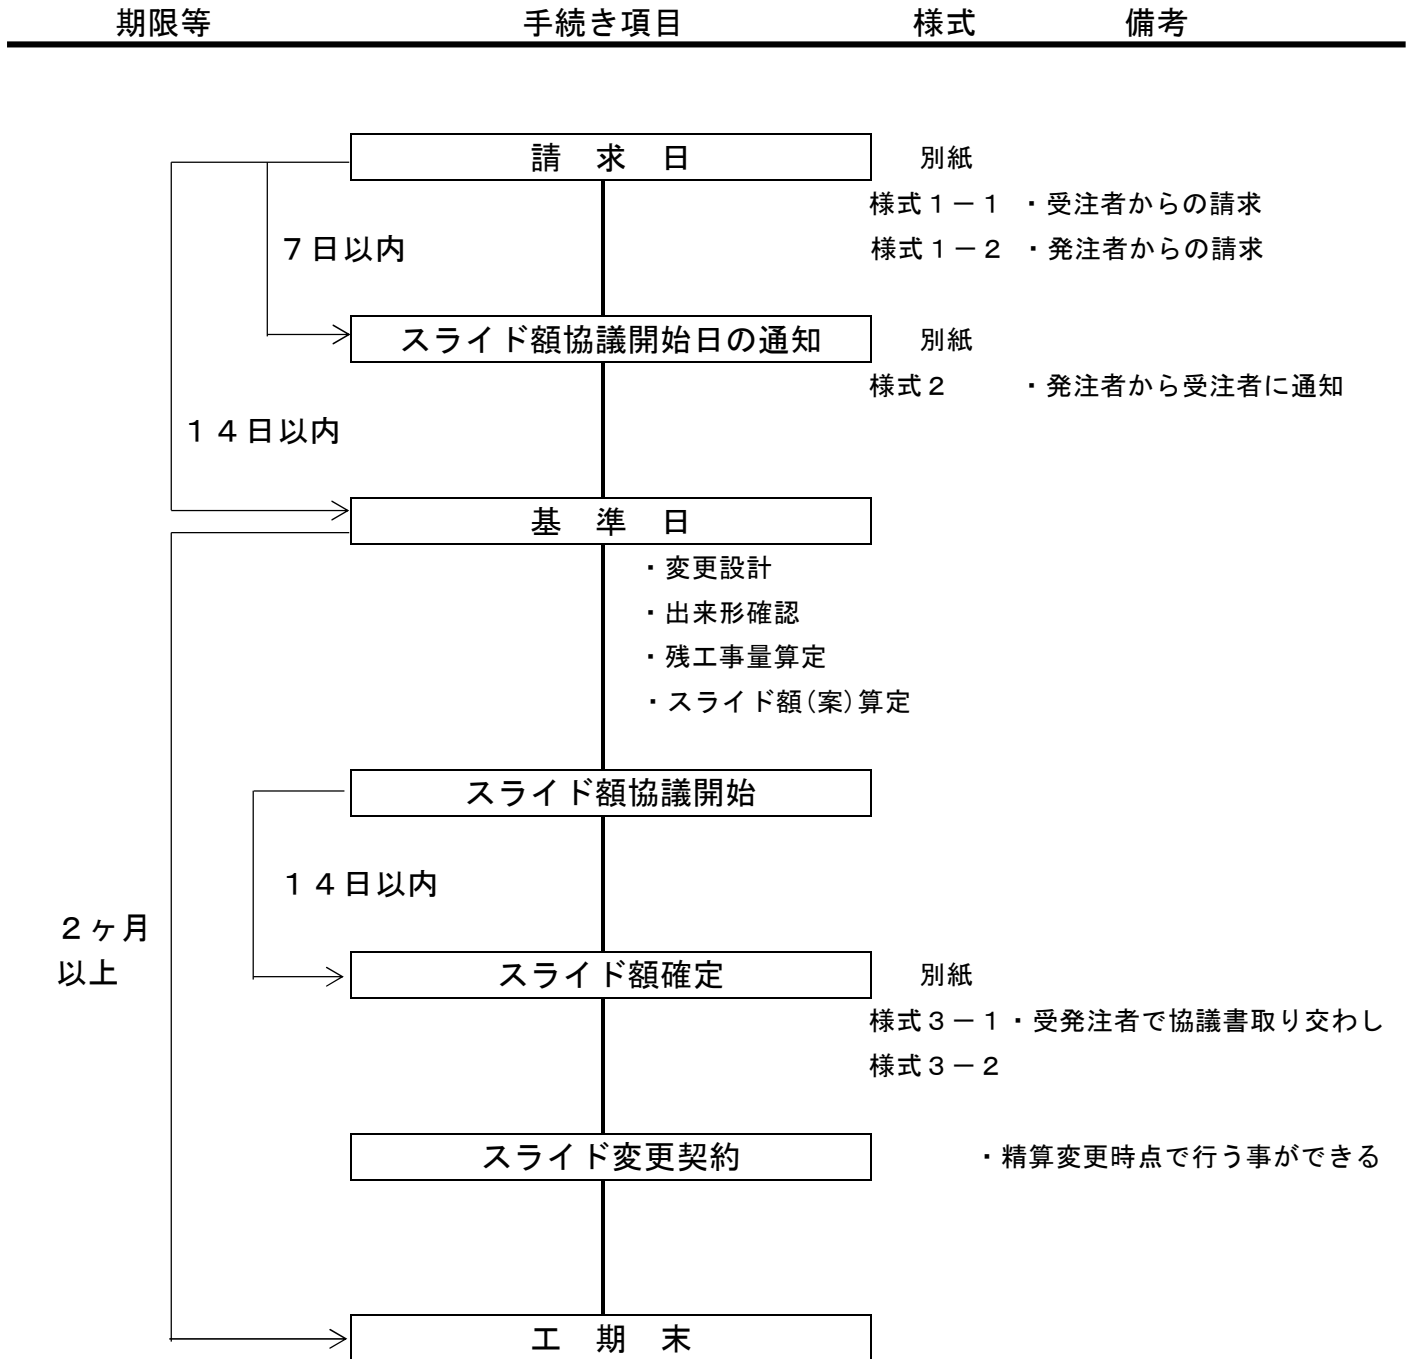 期限等 手続き項目 様式 備考
請 求 日 別紙
様式１－１ ・受注者からの請求
７日以内 様式１－２ ・発注者からの請求
スライド額協議開始日の通知 別紙
様式２ ・発注者から受注者に通知
１４日以内
基 準 日
・変更設計
・出来形確認
・残工事量算定
・スライド額(案)算定
スライド額協議開始
１４日以内
２ヶ月
以上
スライド額確定 別紙
様式３－１・受発注者で協議書取り交わし
様式３－２
スライド変更契約 ・精算変更時点で行う事ができる
工 期 末